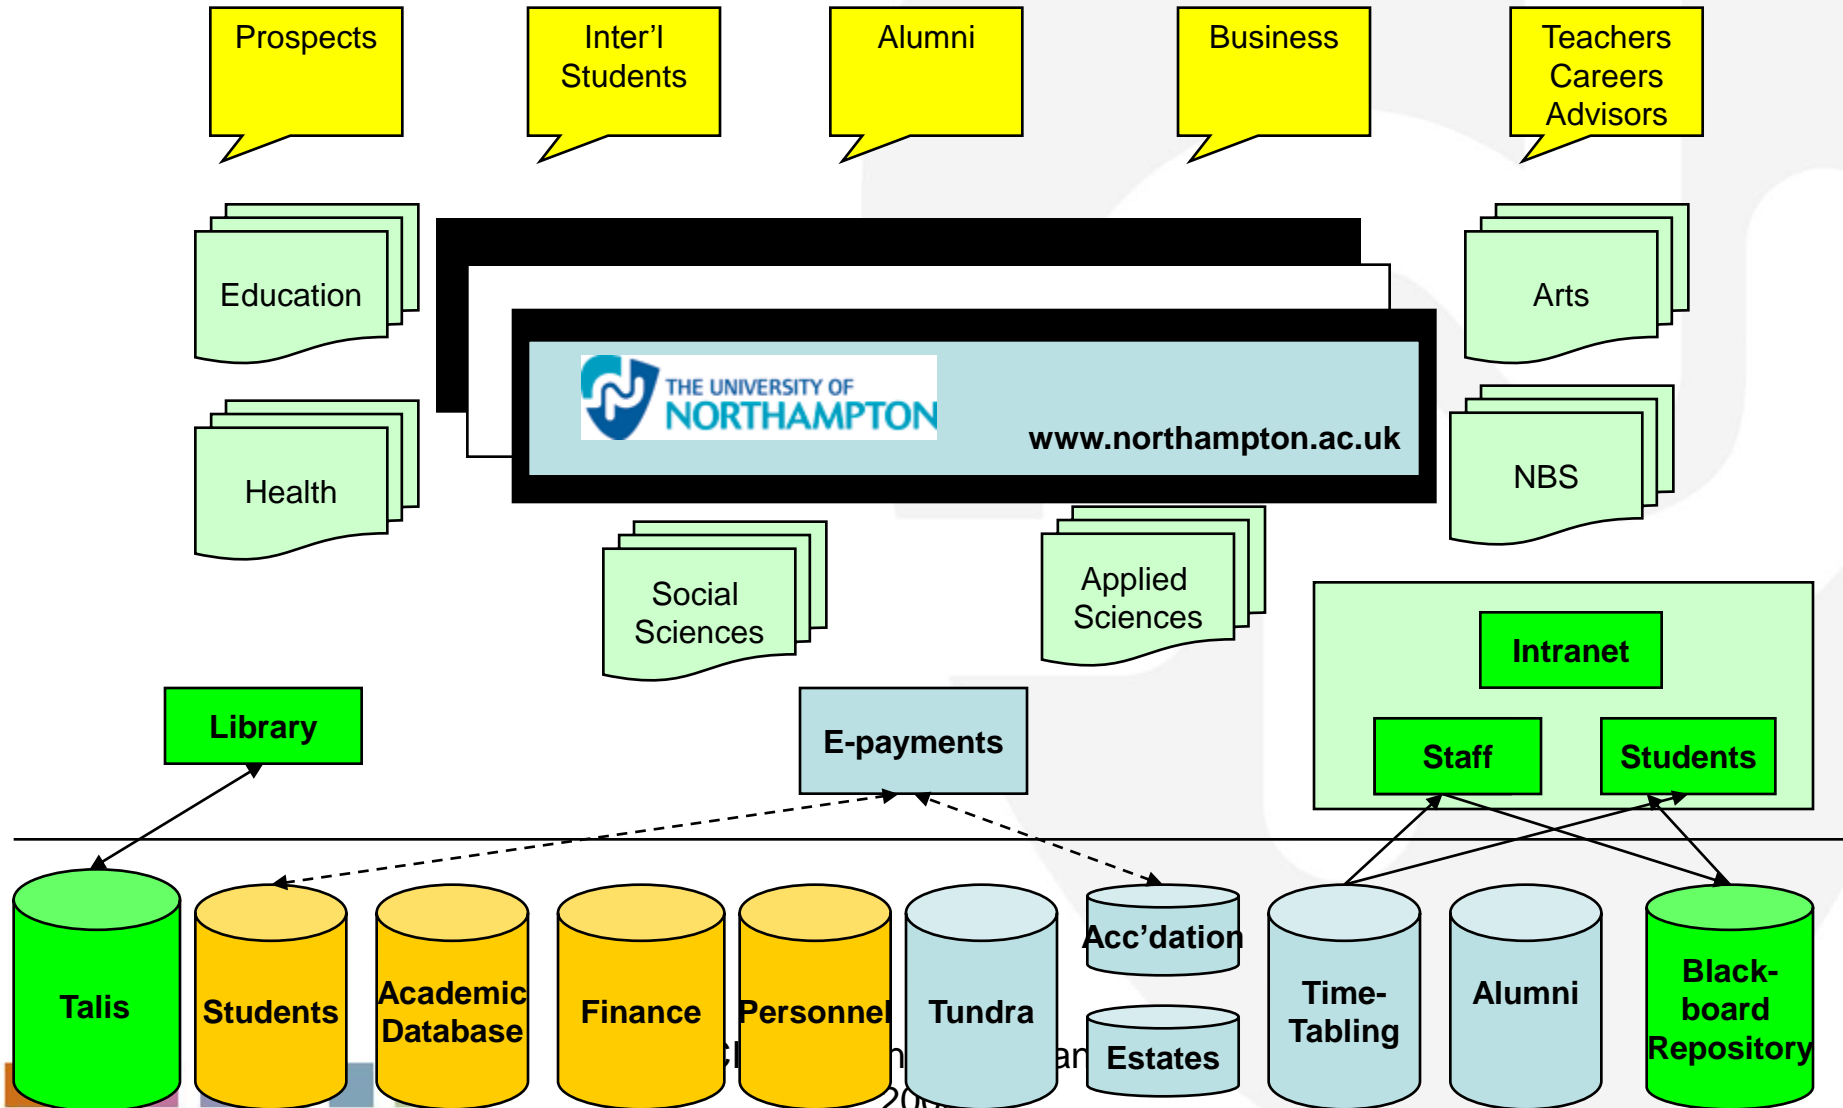 Prospects
Inter'l
Students
Alumni
Business
Teachers
Careers
Advisors
Education
Arts
THE UNIVERSITY OF
NORTHAMPTON
www.northampton.ac.uk
Health
NBS
Social
Sciences
Applied
Sciences
Intranet
Library
E-payments
Staff
Students
Talis
Students
Academic
Database
Finance
Personnel
Tundra
Acc'dation
Estates
Time-
Tabling
Alumni
Black-
board
Repository